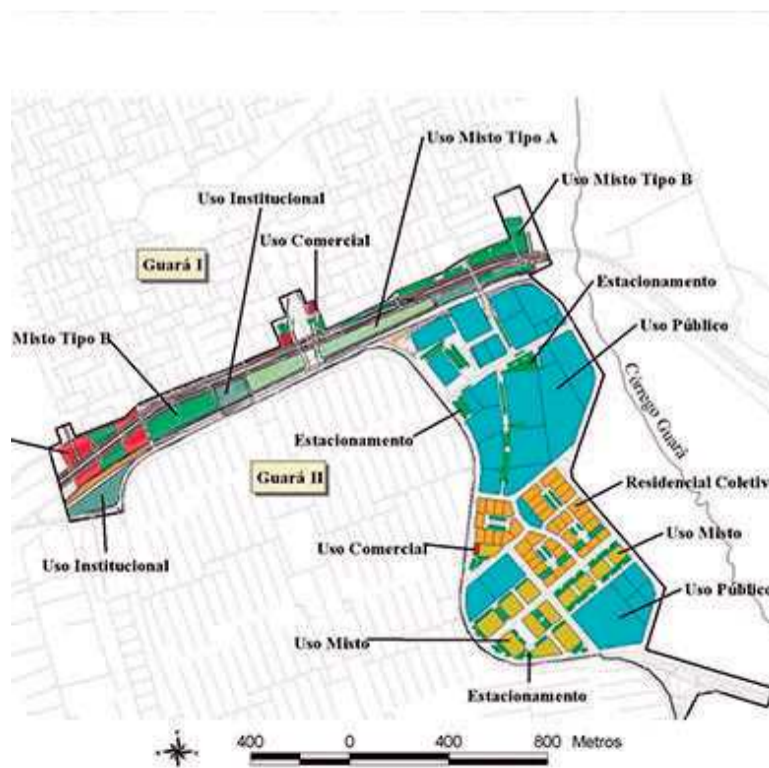 Uso Misto Tipo A
Uso Misto Tipo B
Uso Institucional
Uso Comercial
Guará I
Estacionamento
Misto Tipo B
Uso Público
Córrego Guará
Estacionamento
Guará II
Residencial Coletiv
Uso Comercial
Uso Misto
Uso Institucional
Uso Público
Uso Misto
Estacionamento
400 0 400 800 Metros